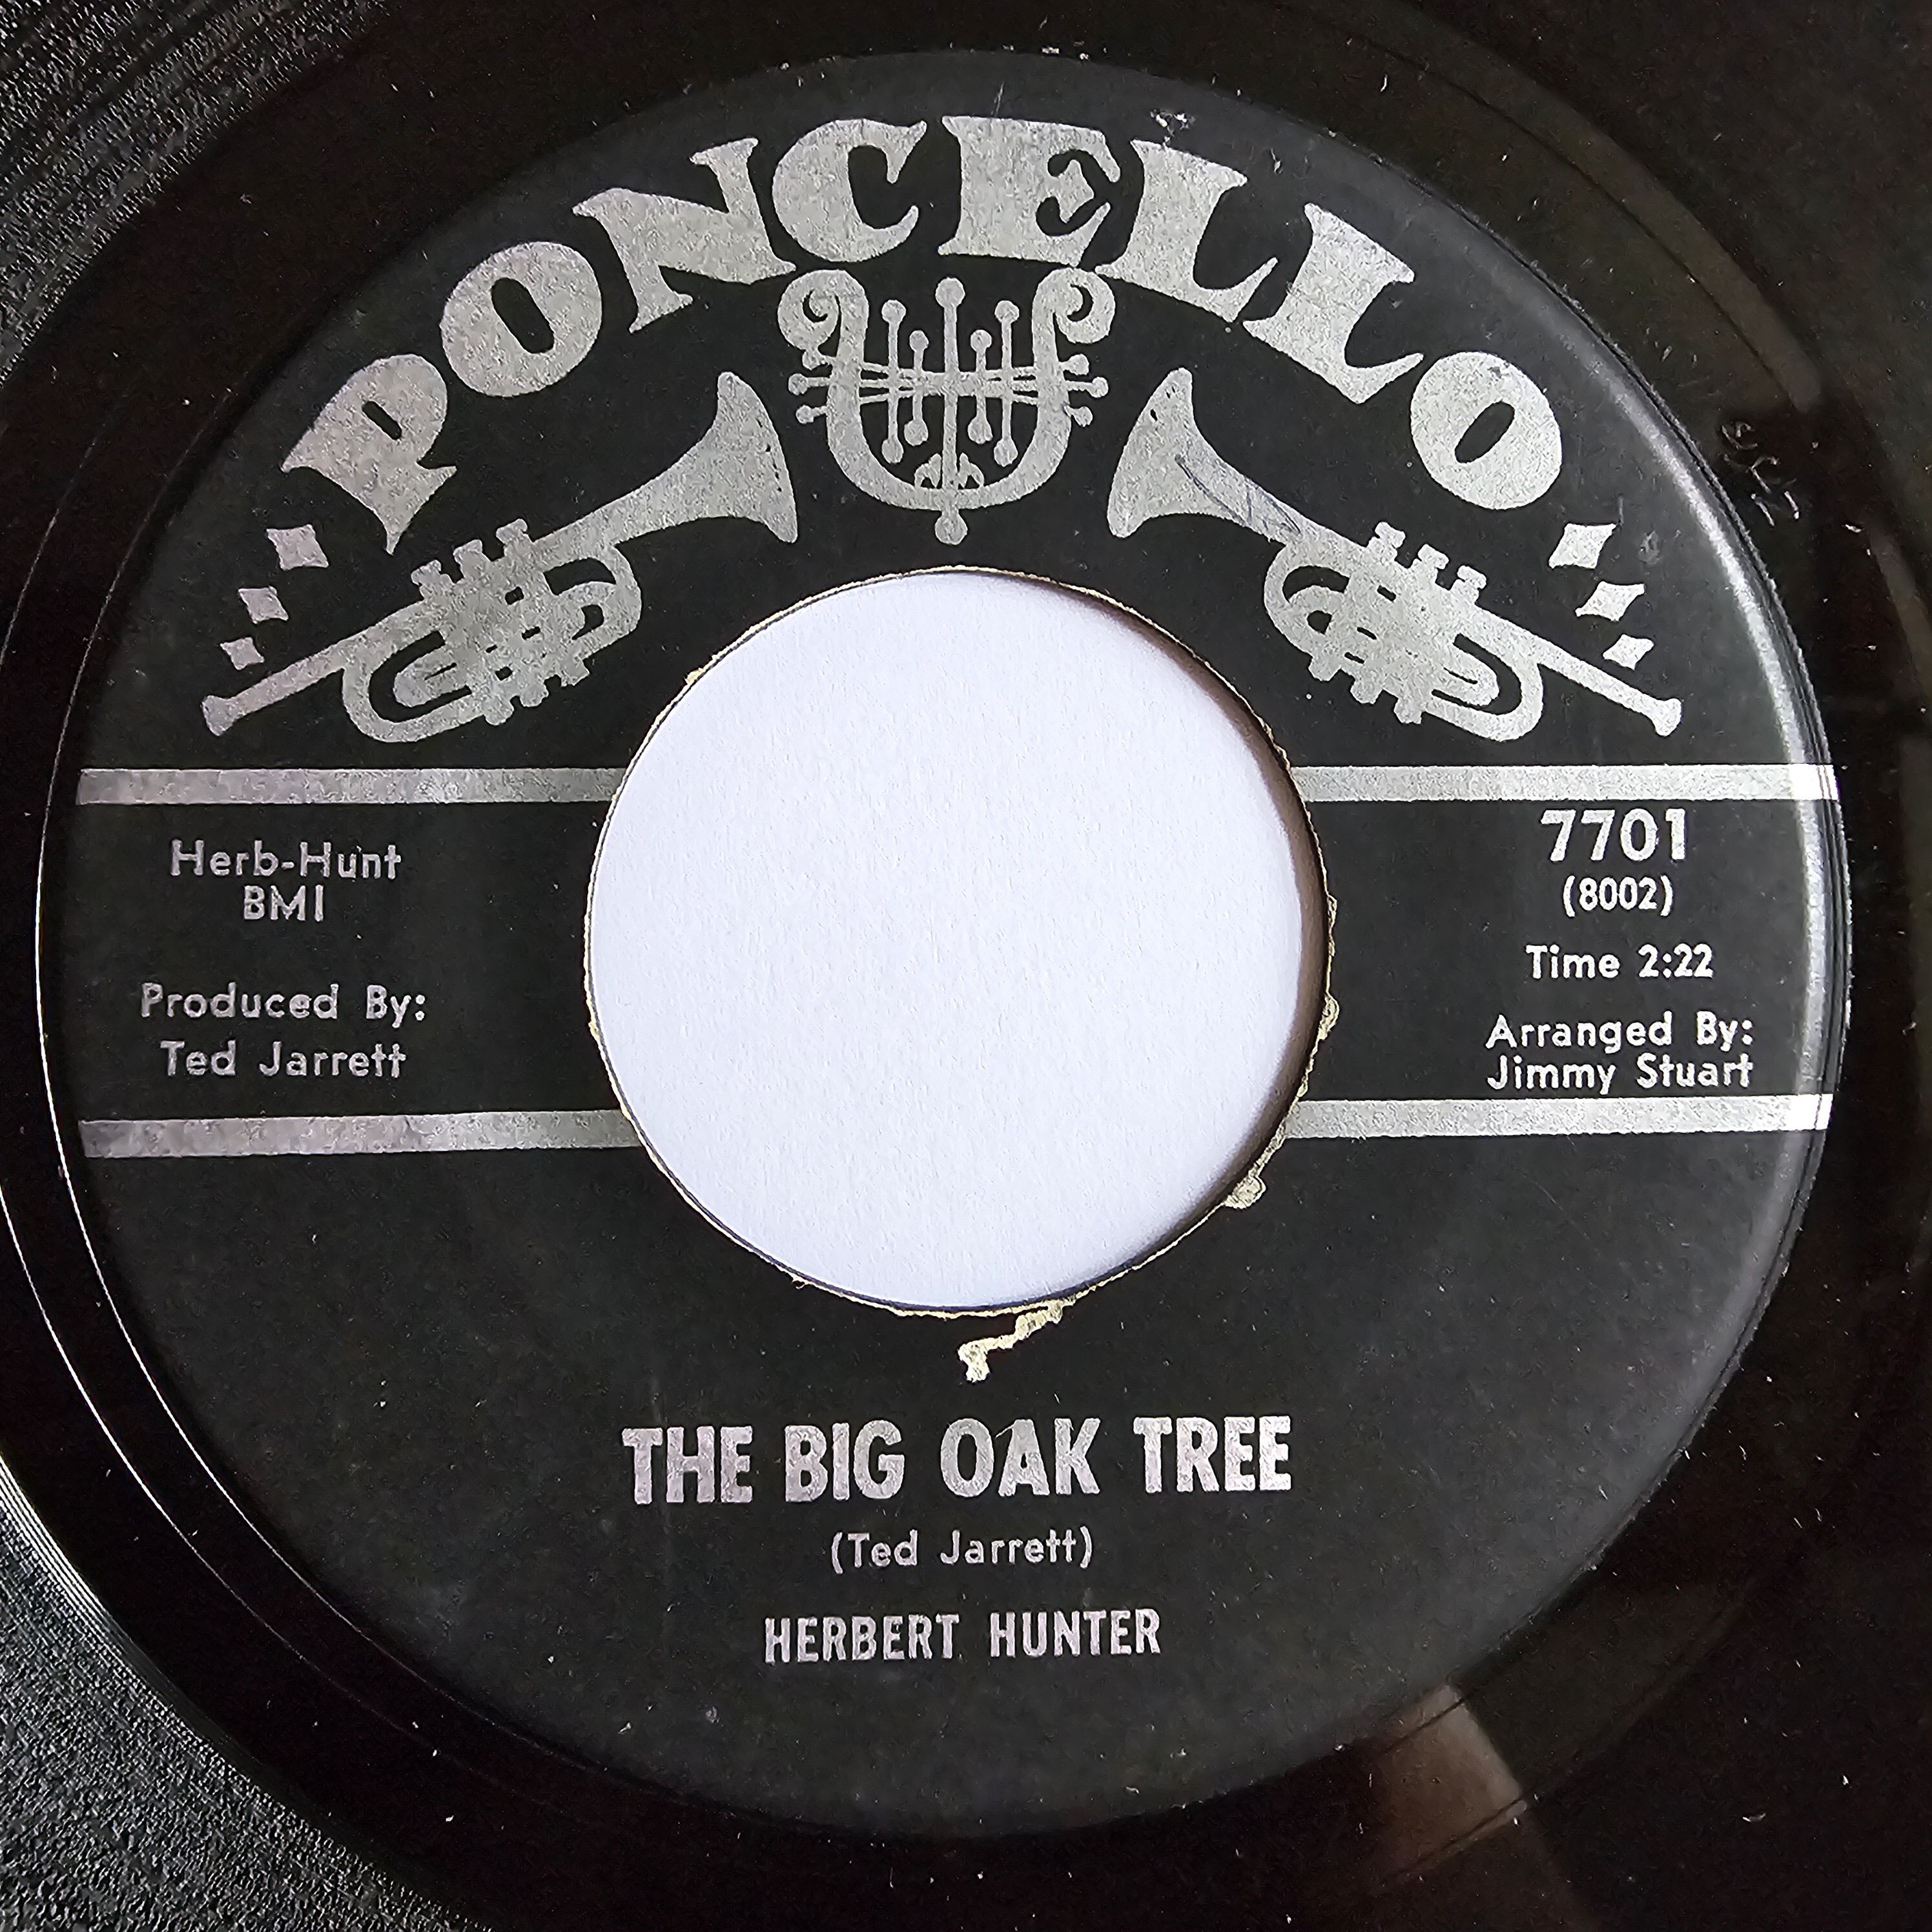 PONCELLO
Herb-Hunt
BMI
Produced By:
Ted Jarrett
7701
(8002)
Time 2:22
Arranged By:
Jimmy Stuart
THE BIG OAK TREE
(Ted Jarrett)
HERBERT HUNTER